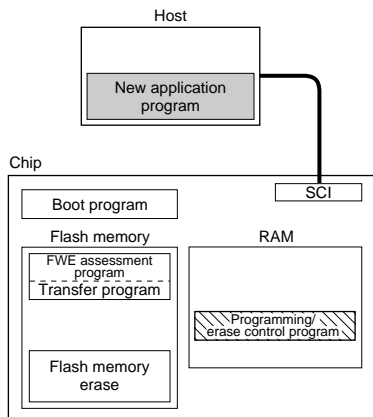 Host
New application
program
Chip
SCI
Boot program
Flash memory
RAM
FWE assessment
program
Transfer program
Programming/
erase control program
Flash memory
erase